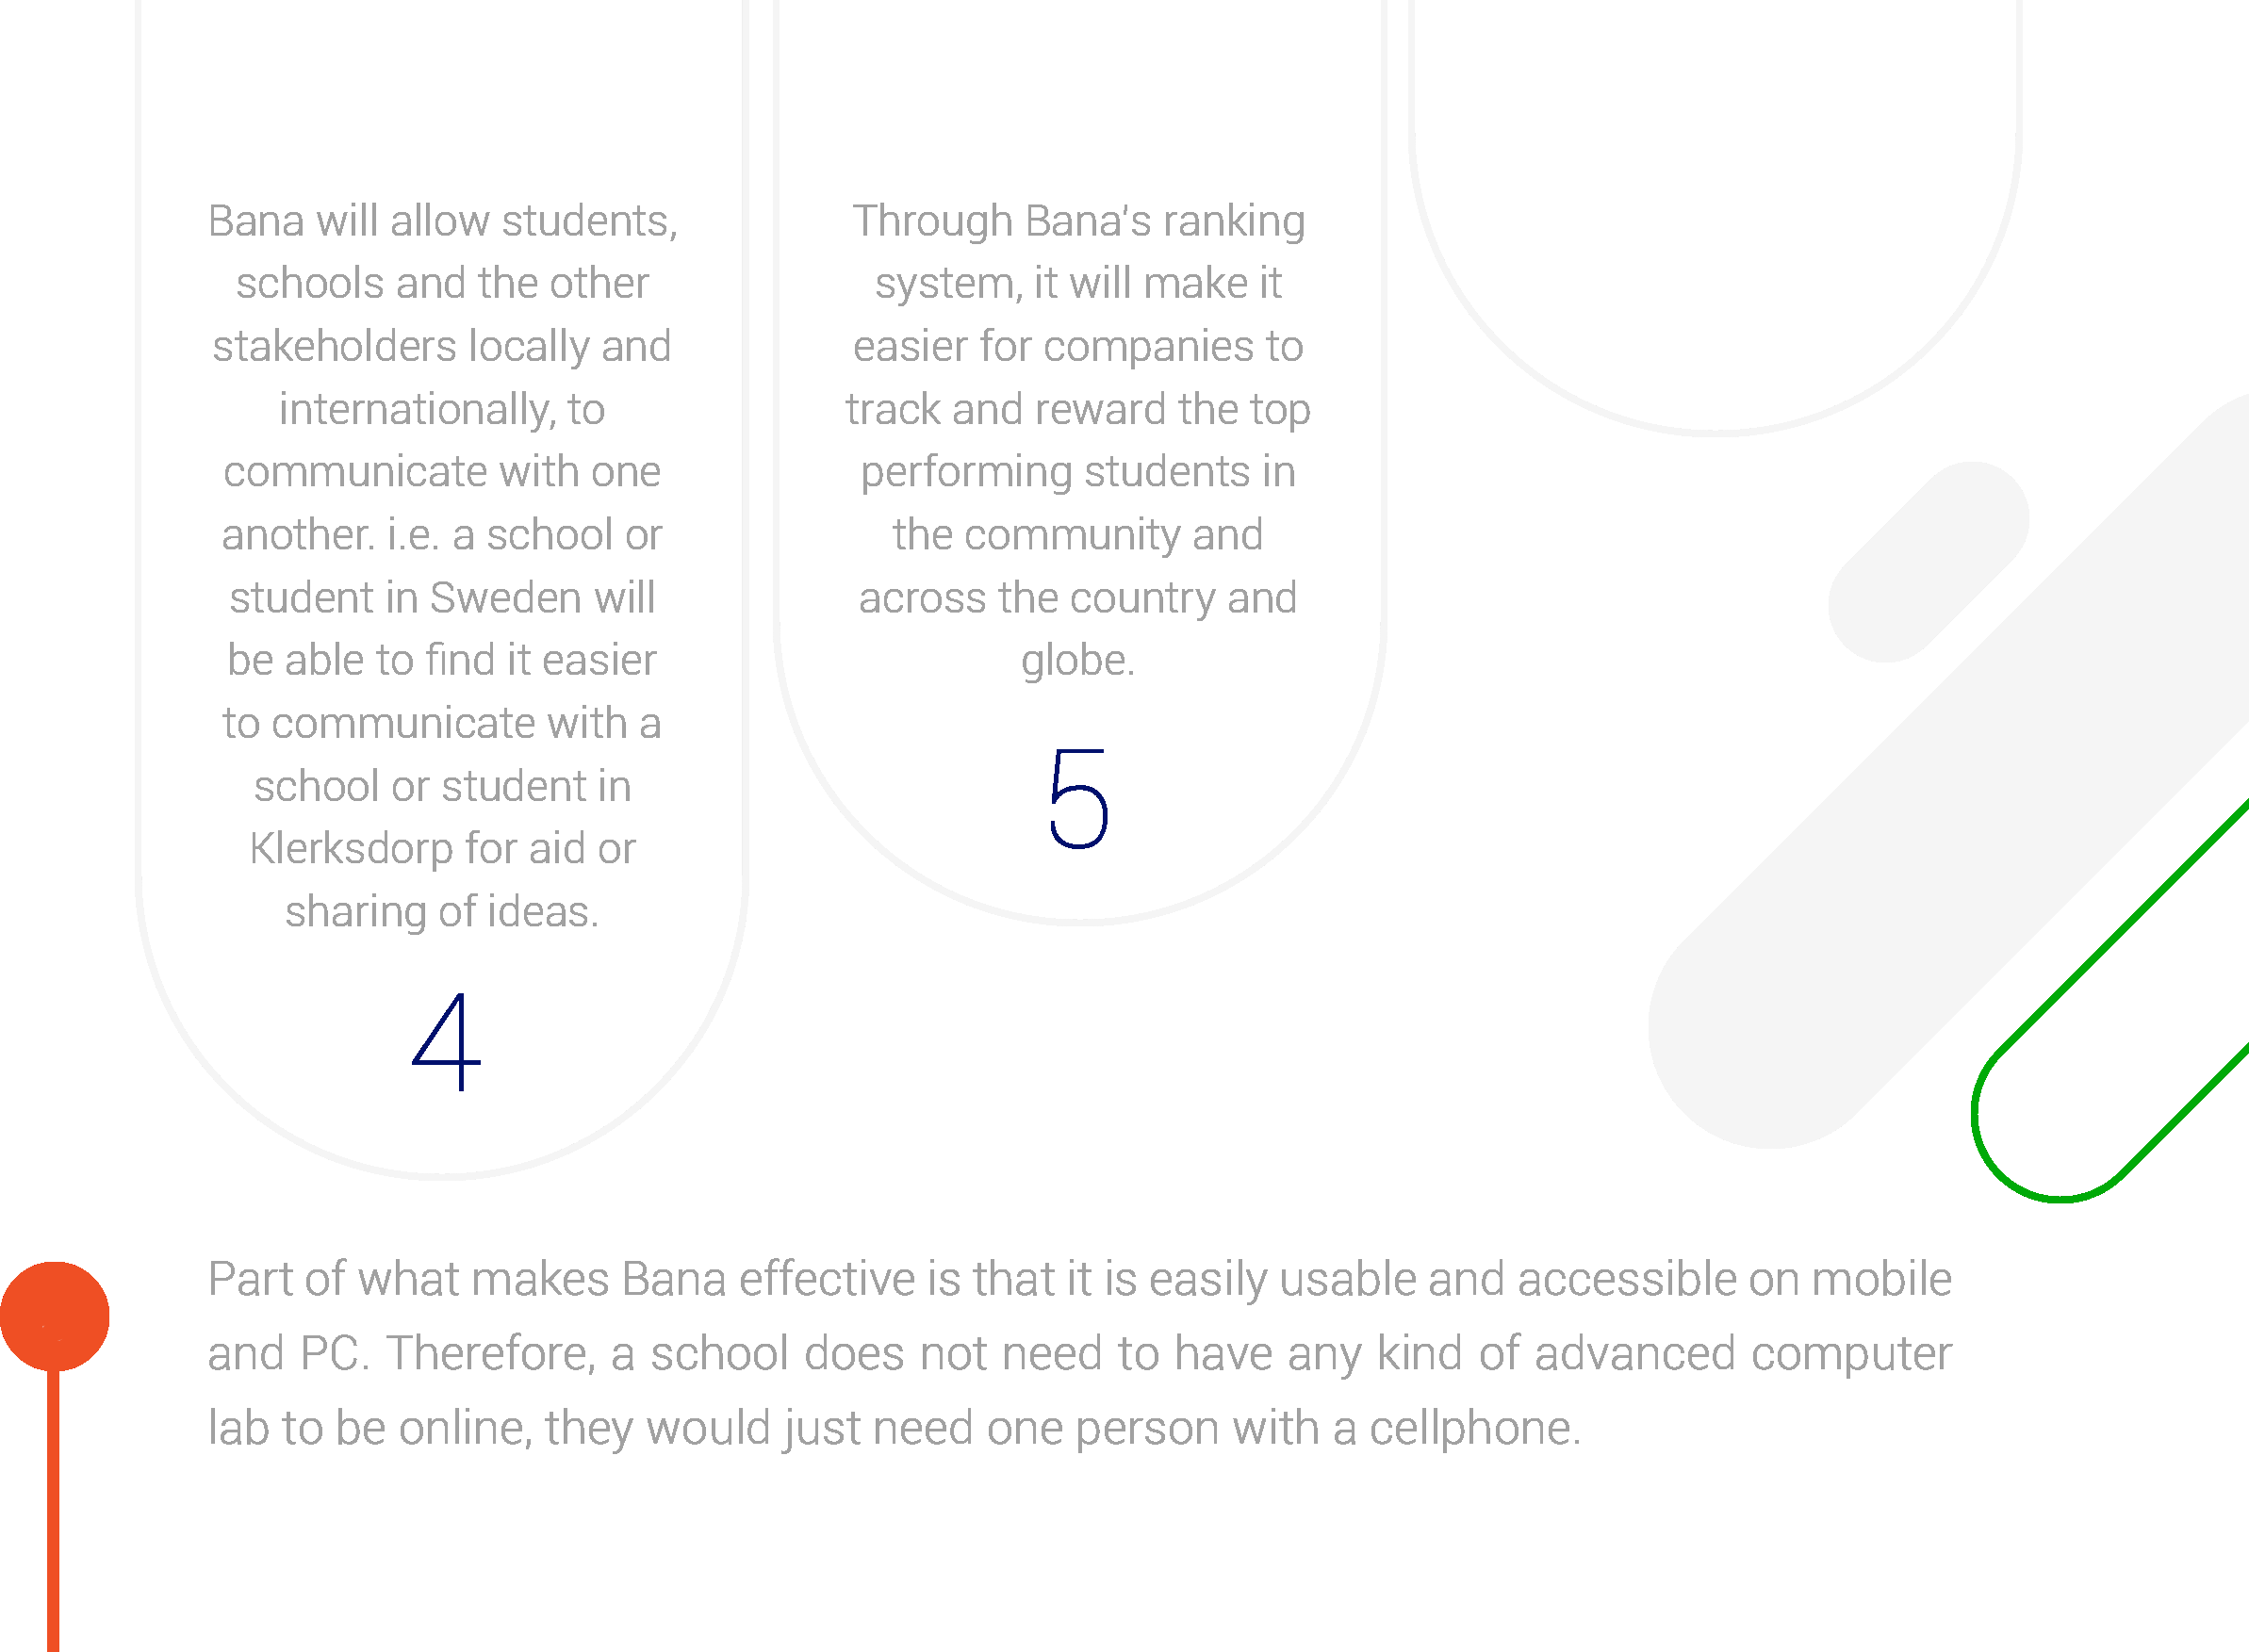 Bana will allow students,
schools and the other
stakeholders locally and
internationally, to
communicate with one
another. i.e. a school or
student in Sweden will
be able to find it easier
to communicate with a
school or student in
Klerksdorp for aid or
sharing of ideas.
4
Through Bana's ranking
system, it will make it
easier for companies to
track and reward the top
performing students in
the community and
across the country and
globe.
5
Part of what makes Bana effective is that it is easily usable and accessible on mobile
and PC. Therefore, a school does not need to have any kind of advanced computer
lab to be online, they would just need one person with a cellphone.